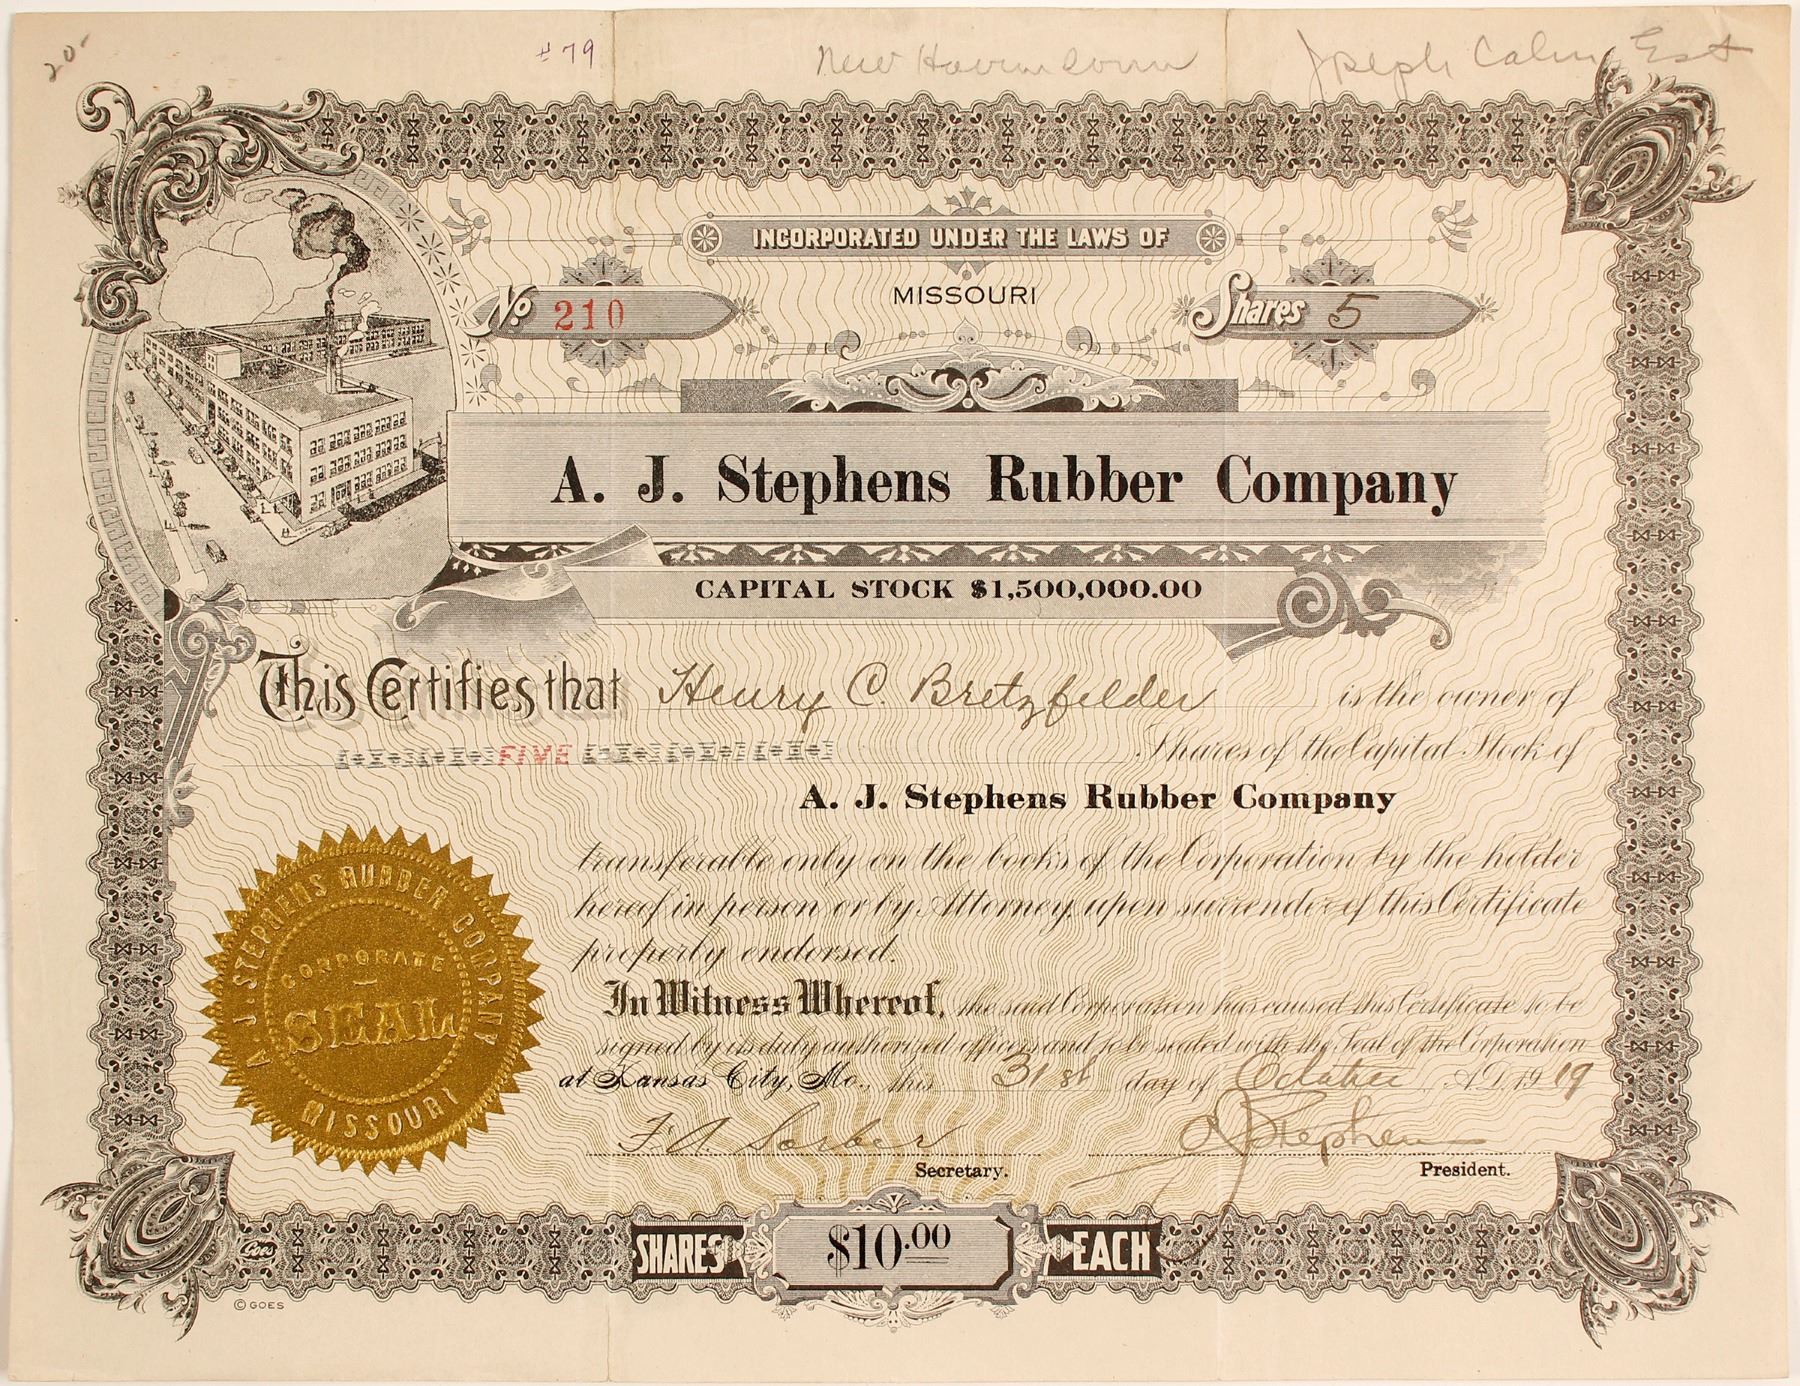 20-
#79
New Haven Conn
Joseph Est
INCORPORATED UNDER THE LAWS OF
MISSOURI
No. 210
Shares 5
A. J. Stephens Rubber Company
CAPITAL STOCK $1,500,000.00
This Certifies that Henry C. Bretzfelder is the owner of
FIVE Shares of the Capital Stock of
A. J. Stephens Rubber Company
transferable only on the books of the Corporation by the holder
hereof in person or by Attorney upon surrender of this Certificate
properly endorsed.
In Witness Whereof, the said Corporation has caused this Certificate to be
signed by its duly authorized officers and to be sealed with the Seal of the Corporation
at Kansas City, Mo., this 31st day of October A.D. 1919
F. A. Sorber
Secretary.
A J Stephens
President.
A. J. STEPHENS RUBBER COMPANY
CORPORATE
SEAL
MISSOURI
SHARES $10.00 EACH
Goes
© GOES